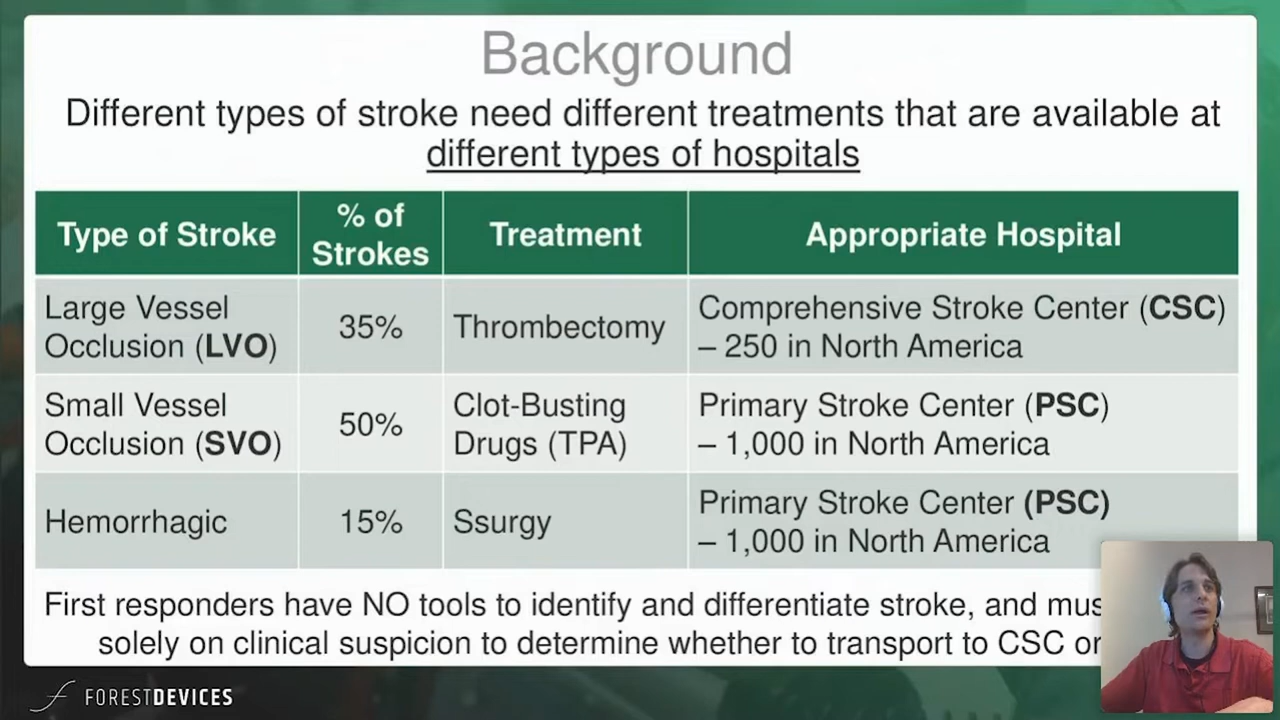 Background
Different types of stroke need different treatments that are available at
different types of hospitals
Type of Stroke
% of
Strokes
Treatment
Appropriate Hospital
Large Vessel
Occlusion (LVO)
35%
Thrombectomy
Comprehensive Stroke Center (CSC)
– 250 in North America
Small Vessel
Occlusion (SVO)
50%
Clot-Busting
Drugs (TPA)
Primary Stroke Center (PSC)
– 1,000 in North America
Hemorrhagic
15%
Ssurgy
Primary Stroke Center (PSC)
– 1,000 in North America
First responders have NO tools to identify and differentiate stroke, and
solely on clinical suspicion to determine whether to transport to CSC or
FORESTDEVICES